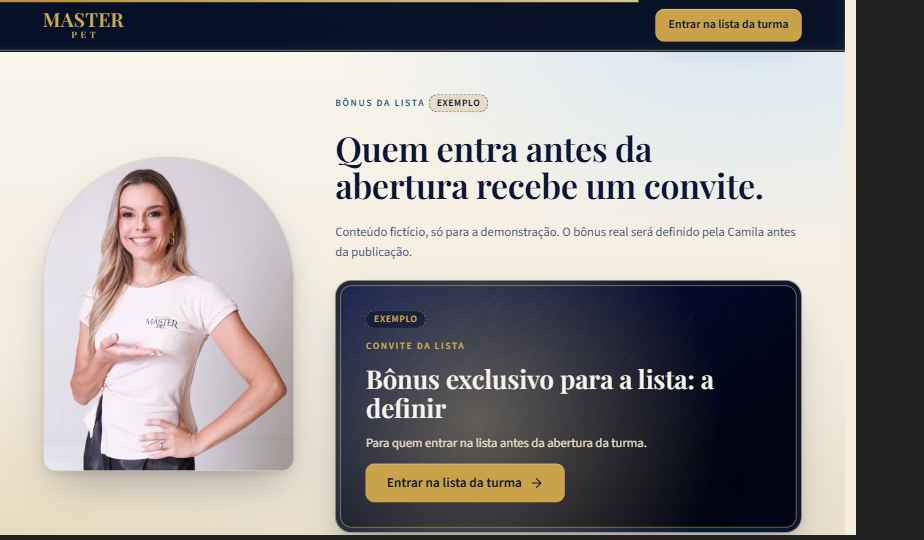 MASTER
PET
Entrar na lista da turma
BÔNUS DA LISTA EXEMPLO
Quem entra antes da
abertura recebe um convite.
Conteúdo fictício, só para a demonstração. O bônus real será definido pela Camila antes
da publicação.
MASTER
PET
EXEMPLO
CONVITE DA LISTA
Bônus exclusivo para a lista: a
definir
Para quem entrar na lista antes da abertura da turma.
Entrar na lista da turma →